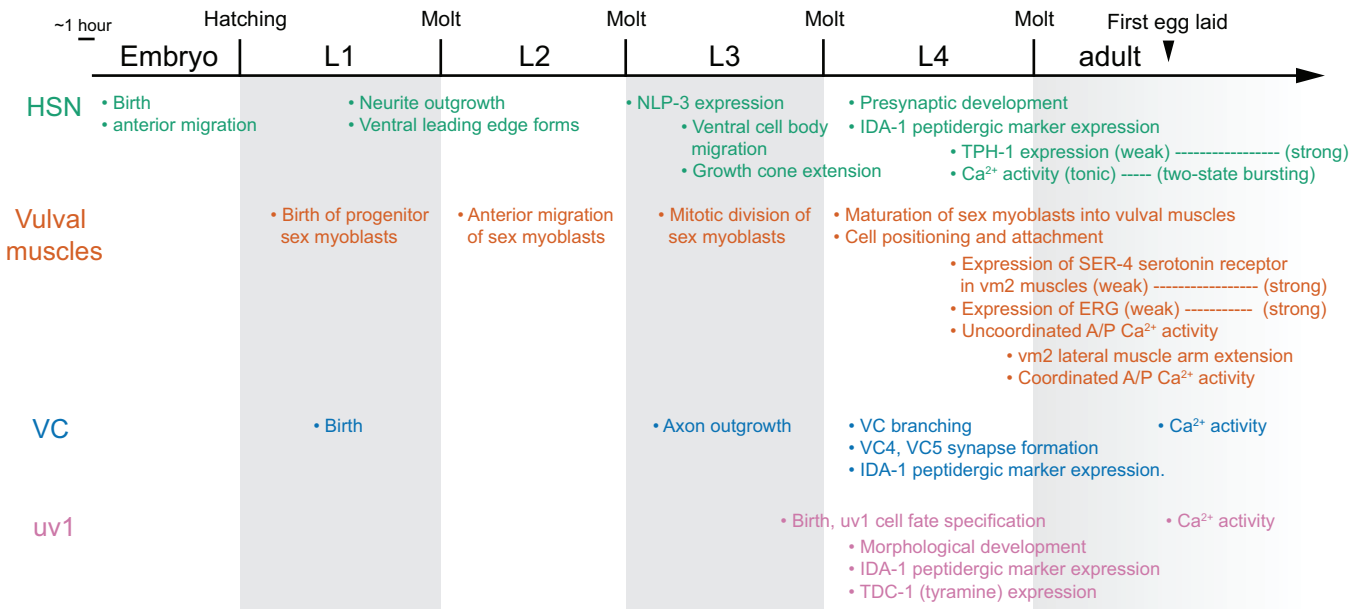 ~1 hour
Hatching
Molt
Molt
Molt
Molt
First egg laid
Embryo
L1
L2
L3
L4
adult
HSN
• Birth
• anterior migration
• Neurite outgrowth
• Ventral leading edge forms
• NLP-3 expression
• Ventral cell body
migration
• Growth cone extension
• Presynaptic development
• IDA-1 peptidergic marker expression
• TPH-1 expression (weak) ----------------- (strong)
• Ca²⁺ activity (tonic) ----- (two-state bursting)
Vulval
muscles
• Birth of progenitor
sex myoblasts
• Anterior migration
of sex myoblasts
• Mitotic division of
sex myoblasts
• Maturation of sex myoblasts into vulval muscles
• Cell positioning and attachment
• Expression of SER-4 serotonin receptor
in vm2 muscles (weak) ----------------- (strong)
• Expression of ERG (weak) ----------- (strong)
• Uncoordinated A/P Ca²⁺ activity
• vm2 lateral muscle arm extension
• Coordinated A/P Ca²⁺ activity
VC
• Birth
• Axon outgrowth
• VC branching
• VC4, VC5 synapse formation
• IDA-1 peptidergic marker expression.
• Ca²⁺ activity
uv1
• Birth, uv1 cell fate specification
• Morphological development
• IDA-1 peptidergic marker expression
• TDC-1 (tyramine) expression
• Ca²⁺ activity